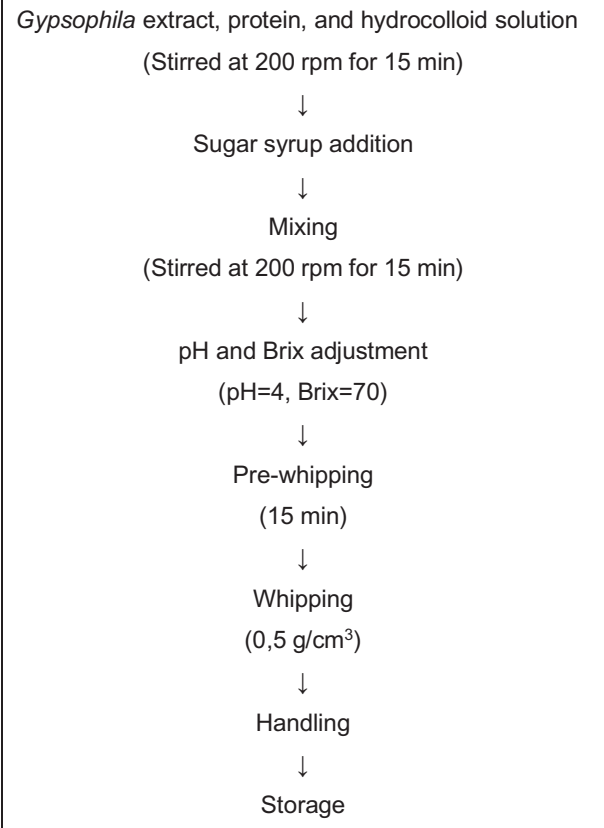 Gypsophila extract, protein, and hydrocolloid solution
(Stirred at 200 rpm for 15 min)
↓
Sugar syrup addition
↓
Mixing
(Stirred at 200 rpm for 15 min)
↓
pH and Brix adjustment
(pH=4, Brix=70)
↓
Pre-whipping
(15 min)
↓
Whipping
(0,5 g/cm³)
↓
Handling
↓
Storage